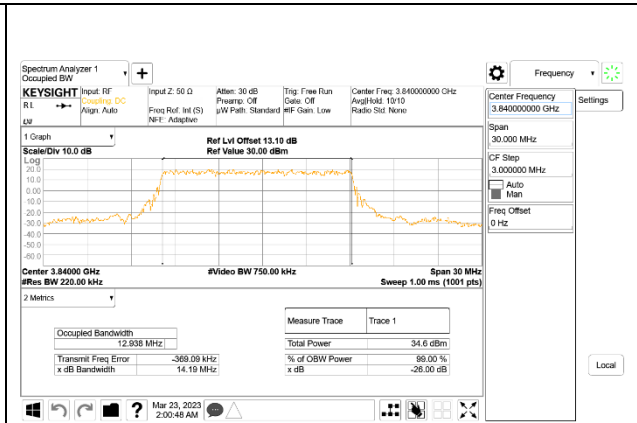 Spectrum Analyzer 1
Occupied BW
Frequency
KEYSIGHT
Input: RF
Coupling: DC
Align: Auto
Input Z: 50 Ω
Freq Ref: Int (S)
NFE: Adaptive
Atten: 30 dB
Preamp: Off
µW Path: Standard
Trig: Free Run
Gate: Off
#IF Gain: Low
Center Freq: 3.840000000 GHz
Avg|Hold: 10/10
Radio Std: None
RL
Center Frequency
3.840000000 GHz
Settings
Span
30.000 MHz
CF Step
3.000000 MHz
Auto
Man
Freq Offset
0 Hz
1 Graph
Scale/Div 10.0 dB
Ref Lvl Offset 13.10 dB
Ref Value 30.00 dBm
Log
20.0
10.0
0.00
-10.0
-20.0
-30.0
-40.0
-50.0
-60.0
Center 3.84000 GHz
#Video BW 750.00 kHz
Span 30 MHz
#Res BW 220.00 kHz
Sweep 1.00 ms (1001 pts)
2 Metrics
Measure Trace
Trace 1
Occupied Bandwidth
12.938 MHz
Total Power
34.6 dBm
Transmit Freq Error
-369.09 kHz
% of OBW Power
99.00 %
x dB Bandwidth
14.19 MHz
x dB
-26.00 dB
Local
?
Mar 23, 2023
2:00:48 AM